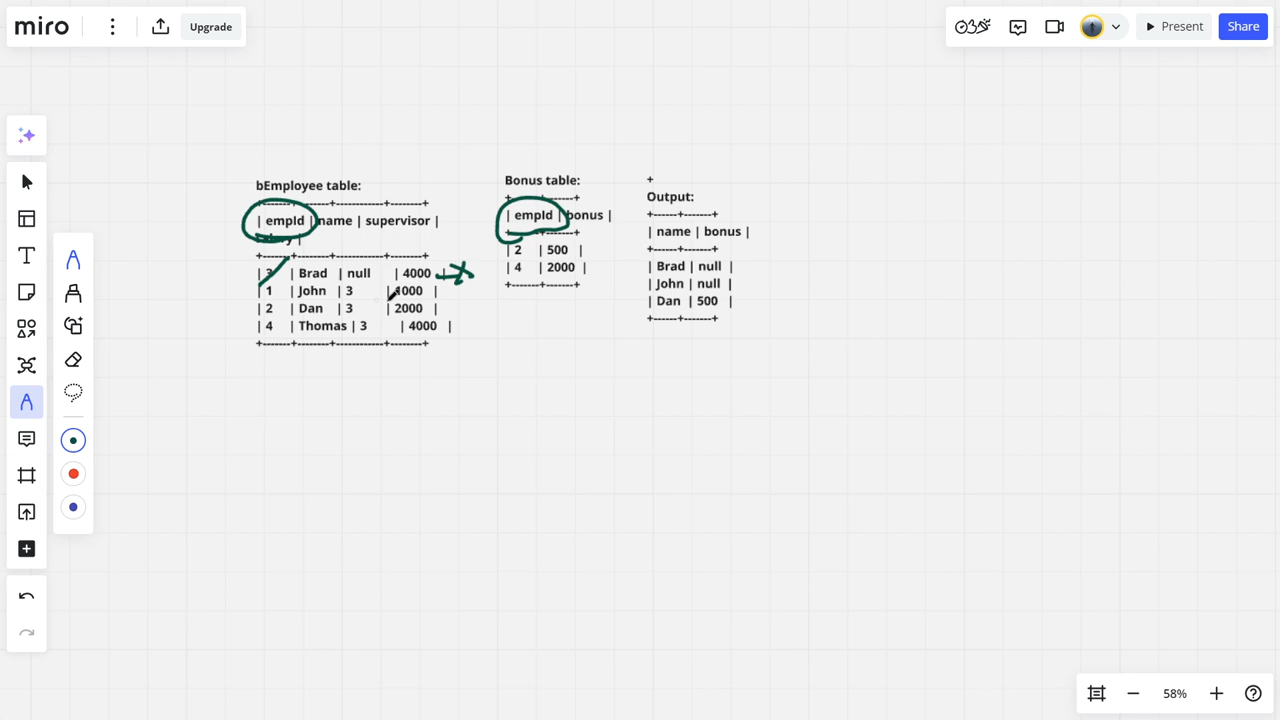 miro
Upgrade
Present
Share
bEmployee table:
+-------+--------+------------+--------+
| empId | name | supervisor |
|
+-------+--------+------------+--------+
| 3 | Brad | null | 4000 |
| 1 | John | 3 | 1000 |
| 2 | Dan | 3 | 2000 |
| 4 | Thomas | 3 | 4000 |
+-------+--------+------------+--------+
Bonus table:
+-------+-------+
| empId | bonus |
+-------+-------+
| 2 | 500 |
| 4 | 2000 |
+-------+-------+
+
Output:
+------+-------+
| name | bonus |
+------+-------+
| Brad | null |
| John | null |
| Dan | 500 |
+------+-------+
58%